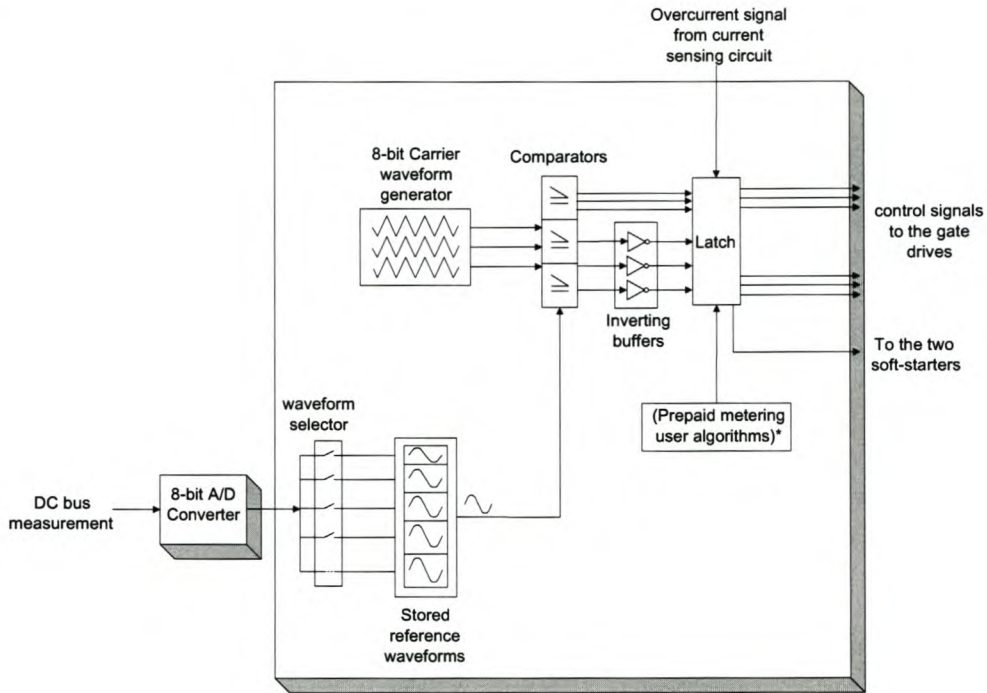 Overcurrent signal
from current
sensing circuit
8-bit Carrier
waveform
generator
Comparators
Latch
control signals
to the gate
drives
Inverting
buffers
To the two
soft-starters
(Prepaid metering
user algorithms)*
waveform
selector
DC bus
measurement
8-bit A/D
Converter
Stored
reference
waveforms